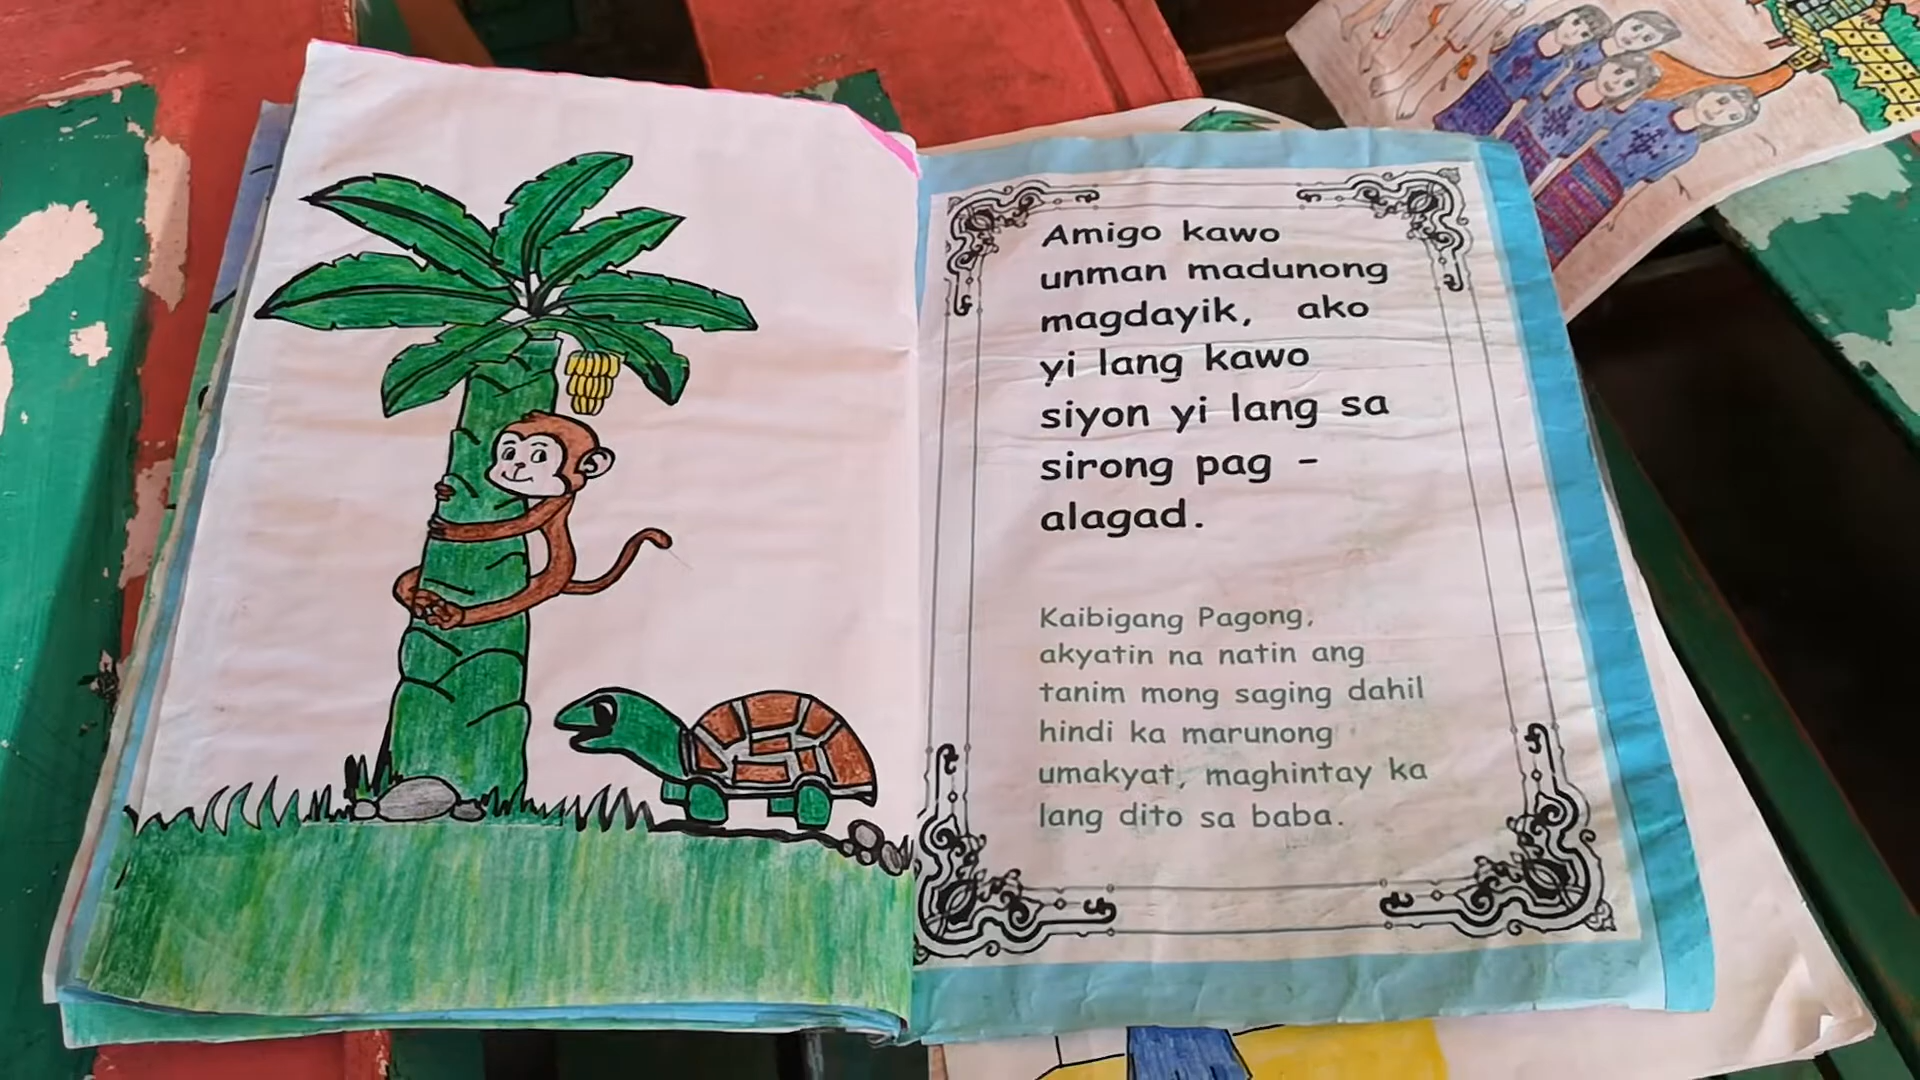 Amigo kawo
unman madunong
magdayik, ako
yi lang kawo
siyon yi lang sa
sirong pag -
alagad.
Kaibigang Pagong,
akyatin na natin ang
tanim mong saging dahil
hindi ka marunong
umakyat, maghintay ka
lang dito sa baba.